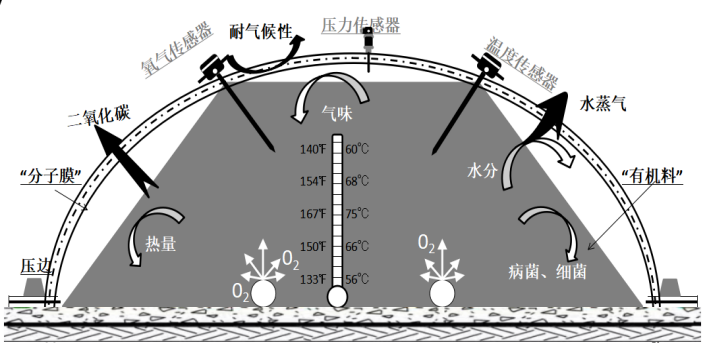 氧气传感器
耐气候性
压力传感器
温度传感器
二氧化碳
气味
水蒸气
“分子膜”
水分
“有机料”
140℉ 60℃
154℉ 68℃
167℉ 75℃
150℉ 66℃
133℉ 56℃
热量
病菌、细菌
压边
O₂
O₂
O₂